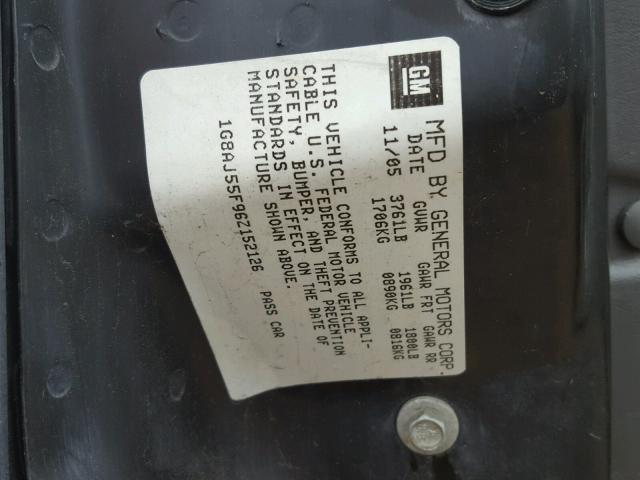 GM
MFD BY GENERAL MOTORS CORP.
DATE GVWR GAWR FRT GAWR RR
11/05 3761LB 1961LB 1800LB
1706KG 0890KG 0816KG
THIS VEHICLE CONFORMS TO ALL APPLI-
CABLE U.S. FEDERAL MOTOR VEHICLE
SAFETY, BUMPER, AND THEFT PREVENTION
STANDARDS IN EFFECT ON THE DATE OF
MANUFACTURE SHOWN ABOVE.
1G8AJ55F96Z152126 PASS CAR